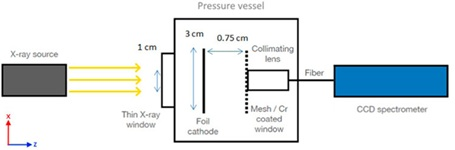 Pressure vessel
X-ray source
1 cm
3 cm
0.75 cm
Collimating
lens
Fiber
Thin X-ray
window
Foil
cathode
Mesh / Cr
coated
window
CCD spectrometer
x
z